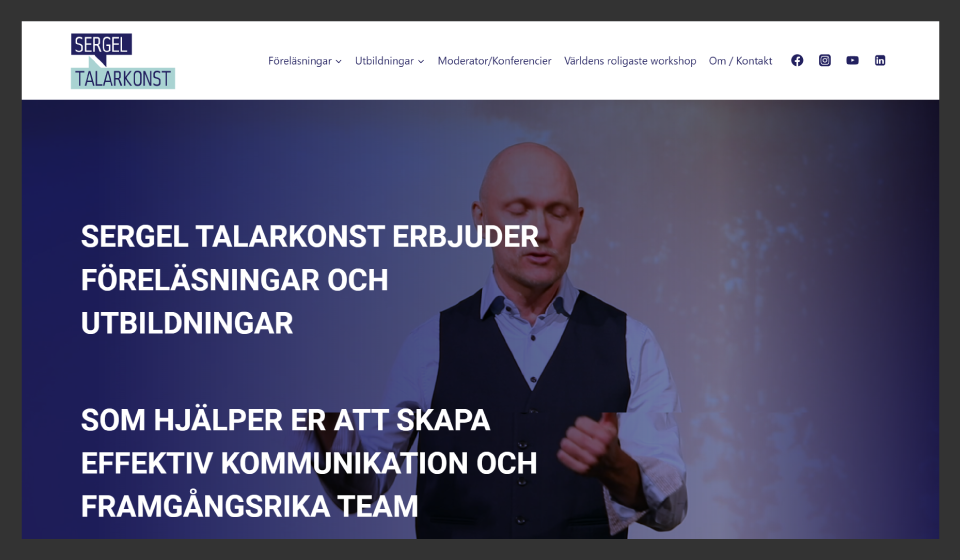 SERGEL
TALARKONST
Föreläsningar
Utbildningar
Moderator/Konferencier
Världens roligaste workshop
Om / Kontakt
SERGEL TALARKONST ERBJUDER
FÖRELÄSNINGAR OCH
UTBILDNINGAR
SOM HJÄLPER ER ATT SKAPA
EFFEKTIV KOMMUNIKATION OCH
FRAMGÅNGSRIKA TEAM